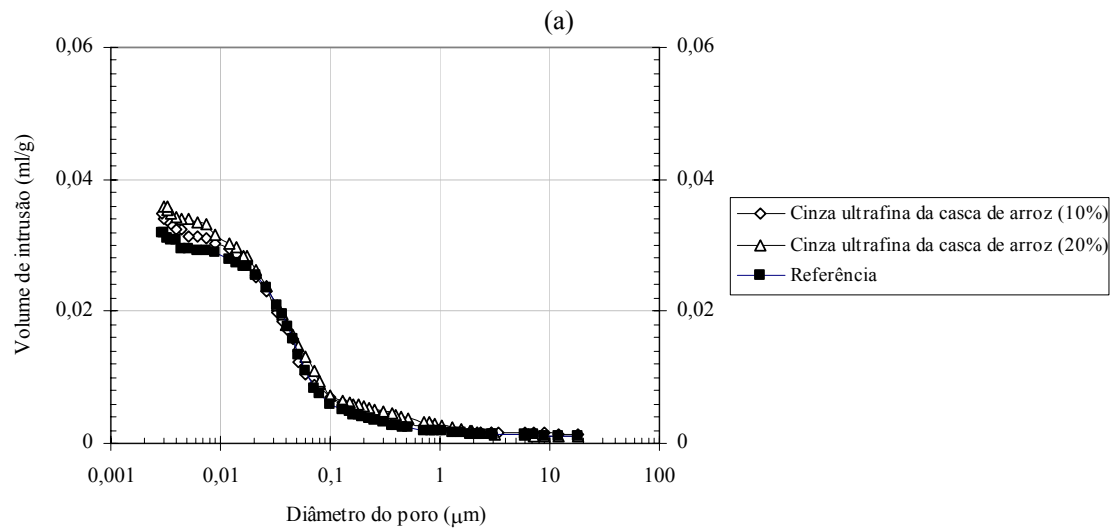 (a)
0,06
0,06
Volume de intrusão (ml/g)
0,04
0,04
Cinza ultrafina da casca de arroz (10%)
Cinza ultrafina da casca de arroz (20%)
Referência
0,02
0,02
0
0
0,001
0,01
0,1
1
10
100
Diâmetro do poro (μm)